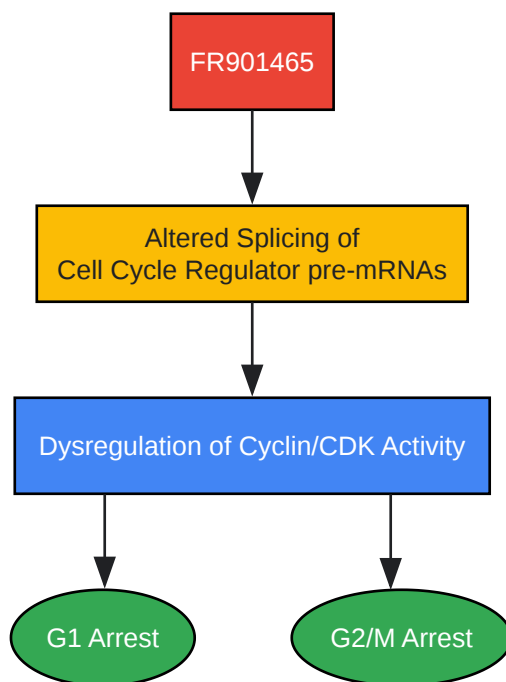 FR901465
Altered Splicing of
Cell Cycle Regulator pre-mRNAs
Dysregulation of Cyclin/CDK Activity
G1 Arrest
G2/M Arrest